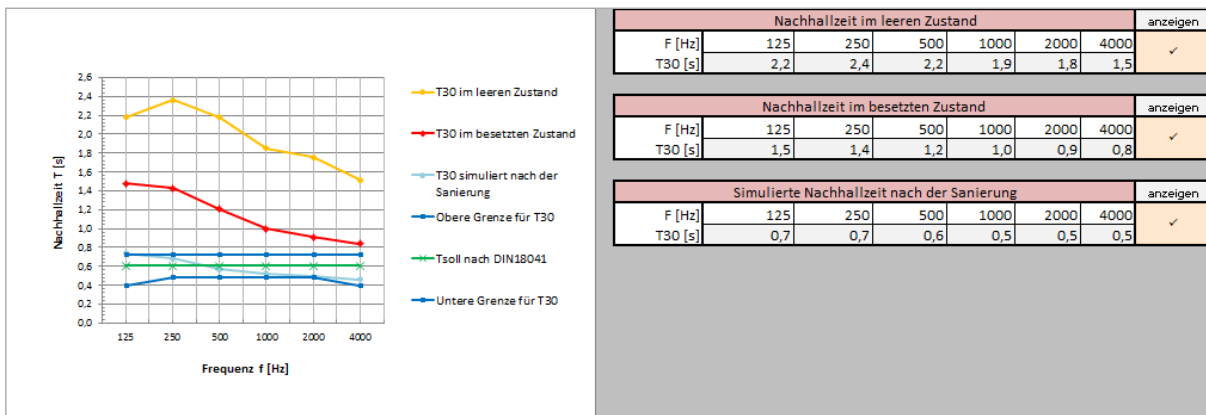 2,6
2,4
2,2
2,0
1,8
1,6
1,4
1,2
1,0
0,8
0,6
0,4
0,2
0,0
Nachhallzeit T [s]
125 250 500 1000 2000 4000
Frequenz f [Hz]
T30 im leeren Zustand
T30 im besetzten Zustand
T30 simuliert nach der
Sanierung
Obere Grenze für T30
Tsoll nach DIN18041
Untere Grenze für T30
Nachhallzeit im leeren Zustand anzeigen
F [Hz] 125 250 500 1000 2000 4000 ✓
T30 [s] 2,2 2,4 2,2 1,9 1,8 1,5
Nachhallzeit im besetzten Zustand anzeigen
F [Hz] 125 250 500 1000 2000 4000 ✓
T30 [s] 1,5 1,4 1,2 1,0 0,9 0,8
Simulierte Nachhallzeit nach der Sanierung anzeigen
F [Hz] 125 250 500 1000 2000 4000 ✓
T30 [s] 0,7 0,7 0,6 0,5 0,5 0,5